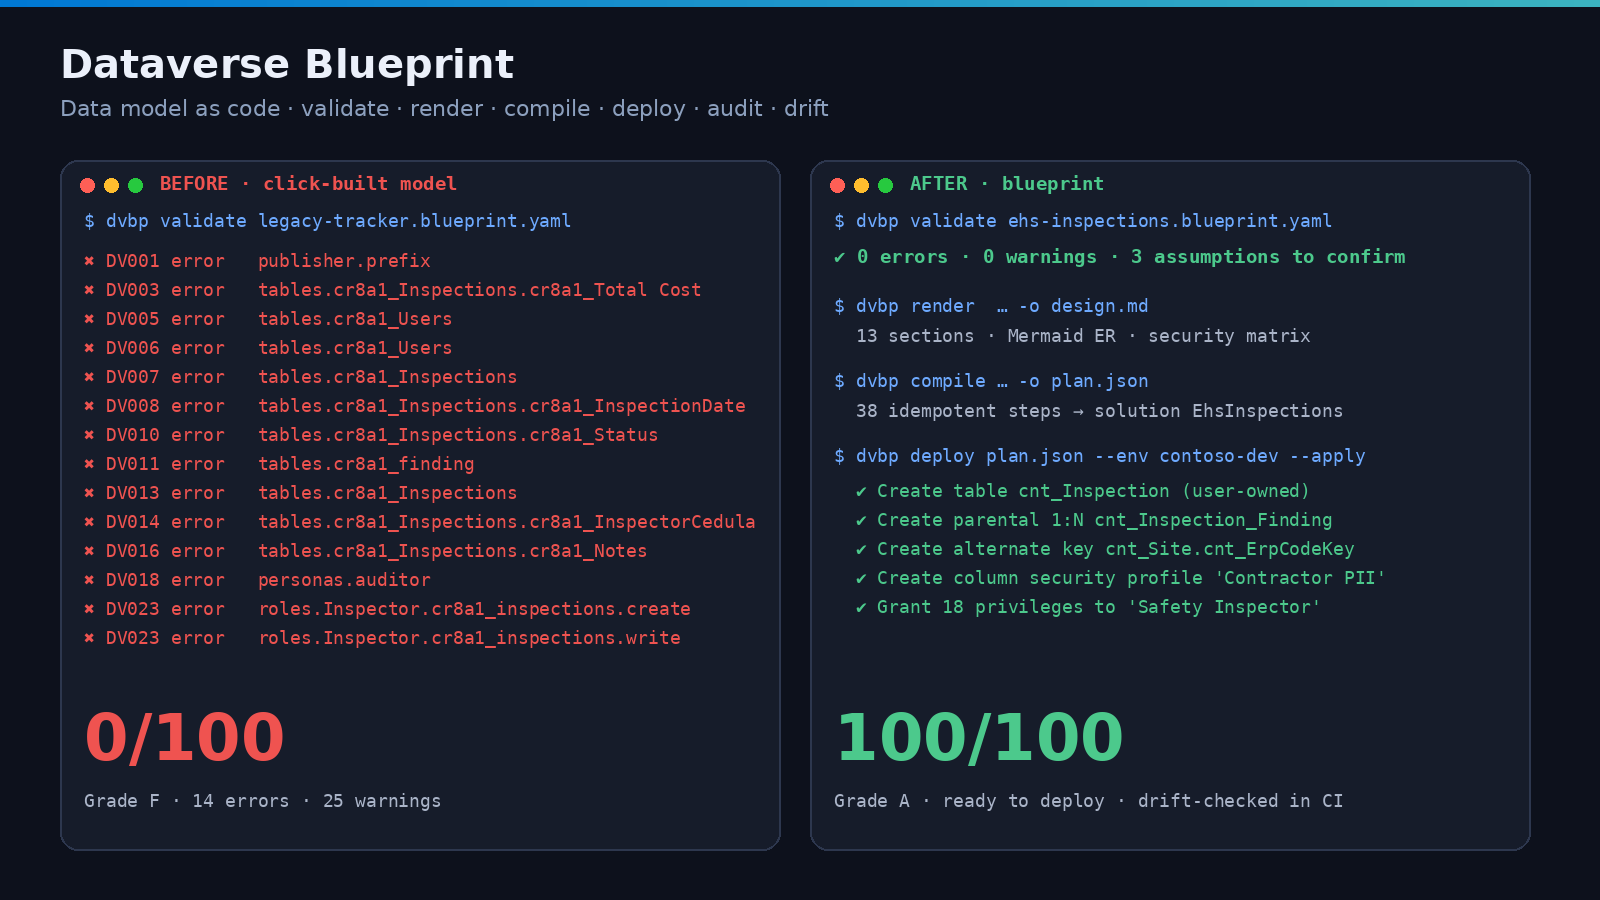 Dataverse Blueprint
Data model as code · validate · render · compile · deploy · audit · drift
BEFORE · click-built model
$ dvbp validate legacy-tracker.blueprint.yaml
✖ DV001 error publisher.prefix
✖ DV003 error tables.cr8a1_Inspections.cr8a1_Total Cost
✖ DV005 error tables.cr8a1_Users
✖ DV006 error tables.cr8a1_Users
✖ DV007 error tables.cr8a1_Inspections
✖ DV008 error tables.cr8a1_Inspections.cr8a1_InspectionDate
✖ DV010 error tables.cr8a1_Inspections.cr8a1_Status
✖ DV011 error tables.cr8a1_finding
✖ DV013 error tables.cr8a1_Inspections
✖ DV014 error tables.cr8a1_Inspections.cr8a1_InspectorCedula
✖ DV016 error tables.cr8a1_Inspections.cr8a1_Notes
✖ DV018 error personas.auditor
✖ DV023 error roles.Inspector.cr8a1_inspections.create
✖ DV023 error roles.Inspector.cr8a1_inspections.write
0/100
Grade F · 14 errors · 25 warnings
AFTER · blueprint
$ dvbp validate ehs-inspections.blueprint.yaml
✔ 0 errors · 0 warnings · 3 assumptions to confirm
$ dvbp render … -o design.md
13 sections · Mermaid ER · security matrix
$ dvbp compile … -o plan.json
38 idempotent steps → solution EhsInspections
$ dvbp deploy plan.json --env contoso-dev --apply
✔ Create table cnt_Inspection (user-owned)
✔ Create parental 1:N cnt_Inspection_Finding
✔ Create alternate key cnt_Site.cnt_ErpCodeKey
✔ Create column security profile 'Contractor PII'
✔ Grant 18 privileges to 'Safety Inspector'
100/100
Grade A · ready to deploy · drift-checked in CI